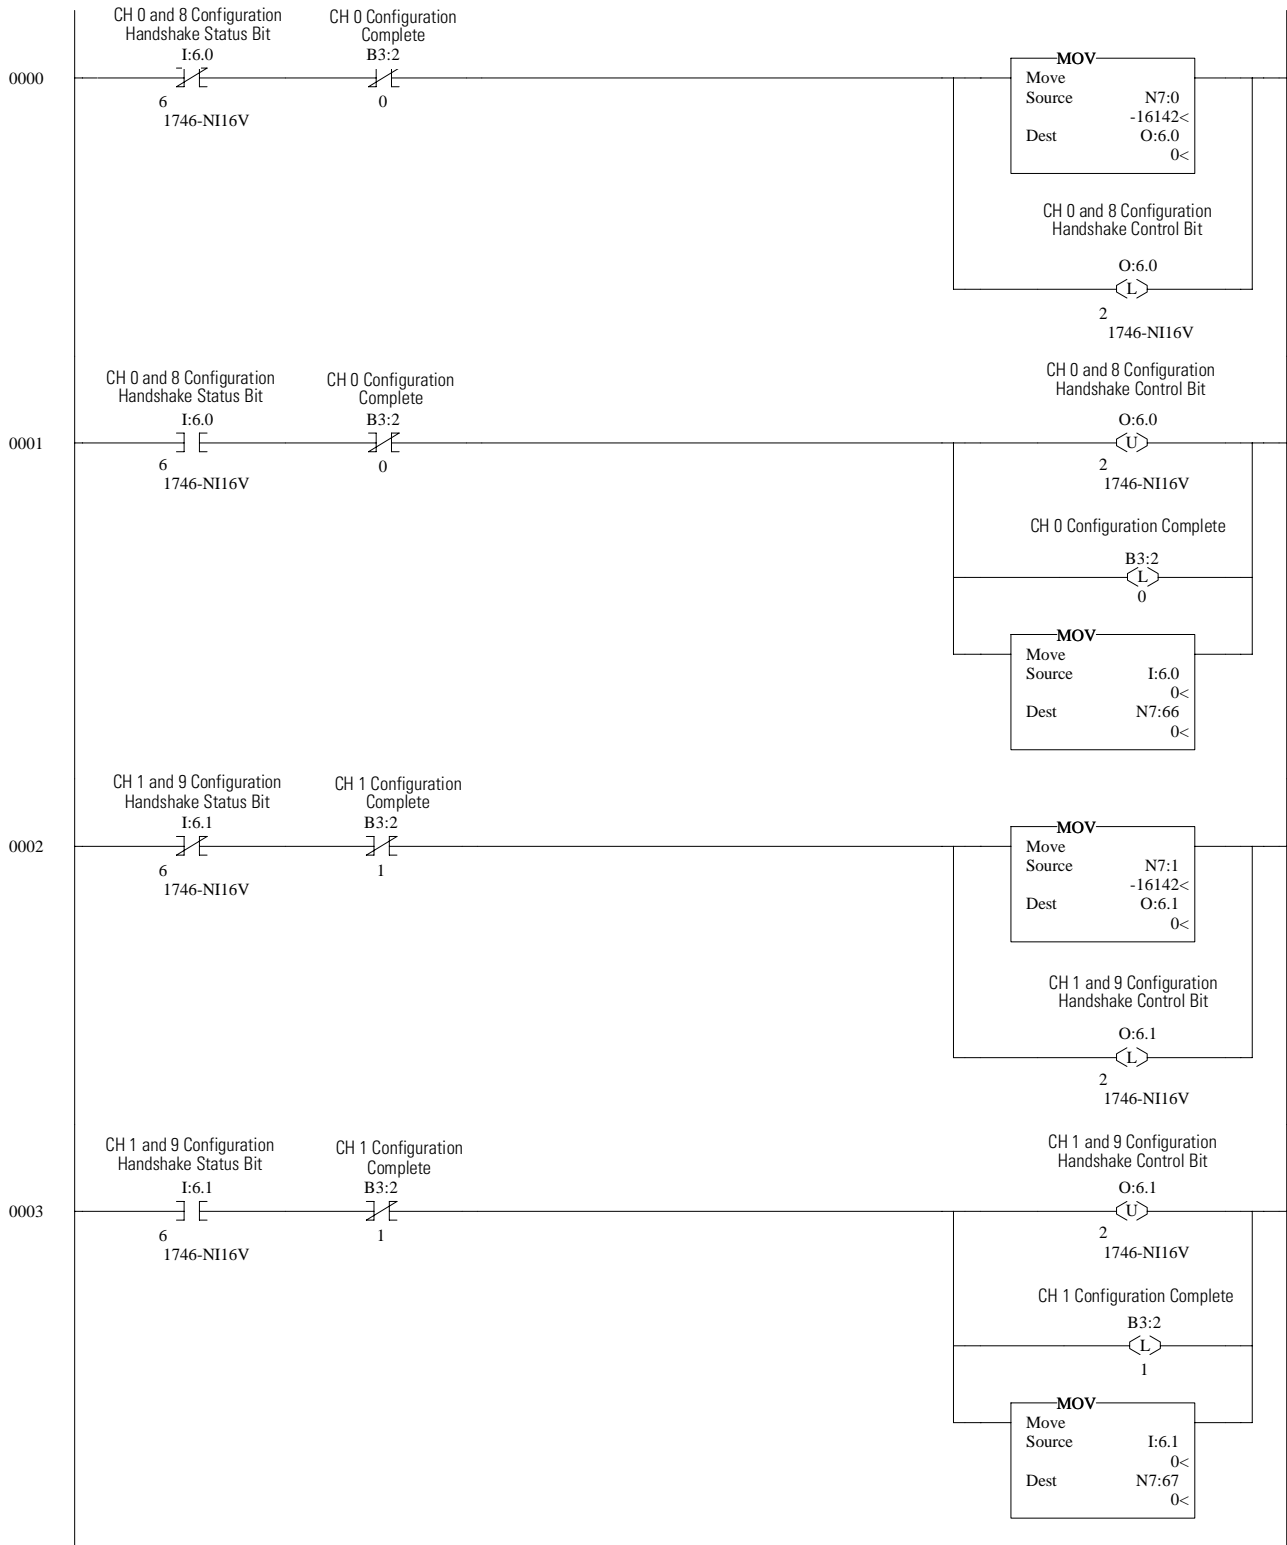 CH 0 and 8 Configuration
Handshake Status Bit
I:6.0
6
1746-NI16V
CH 0 Configuration
Complete
B3:2
0
0000
MOV
Move
Source N7:0
-16142<
Dest O:6.0
0<
CH 0 and 8 Configuration
Handshake Control Bit
O:6.0
L
2
1746-NI16V
CH 0 and 8 Configuration
Handshake Status Bit
I:6.0
6
1746-NI16V
CH 0 Configuration
Complete
B3:2
0
0001
CH 0 and 8 Configuration
Handshake Control Bit
O:6.0
U
2
1746-NI16V
CH 0 Configuration Complete
B3:2
L
0
MOV
Move
Source I:6.0
0<
Dest N7:66
0<
CH 1 and 9 Configuration
Handshake Status Bit
I:6.1
6
1746-NI16V
CH 1 Configuration
Complete
B3:2
1
0002
MOV
Move
Source N7:1
-16142<
Dest O:6.1
0<
CH 1 and 9 Configuration
Handshake Control Bit
O:6.1
L
2
1746-NI16V
CH 1 and 9 Configuration
Handshake Status Bit
I:6.1
6
1746-NI16V
CH 1 Configuration
Complete
B3:2
1
0003
CH 1 and 9 Configuration
Handshake Control Bit
O:6.1
U
2
1746-NI16V
CH 1 Configuration Complete
B3:2
L
1
MOV
Move
Source I:6.1
0<
Dest N7:67
0<